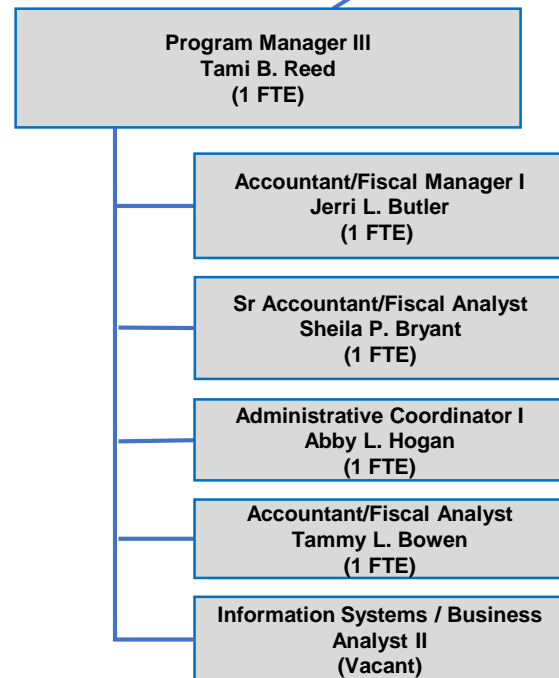 Program Manager III
Tami B. Reed
(1 FTE)
Accountant/Fiscal Manager I
Jerri L. Butler
(1 FTE)
Sr Accountant/Fiscal Analyst
Sheila P. Bryant
(1 FTE)
Administrative Coordinator I
Abby L. Hogan
(1 FTE)
Accountant/Fiscal Analyst
Tammy L. Bowen
(1 FTE)
Information Systems / Business
Analyst II
(Vacant)